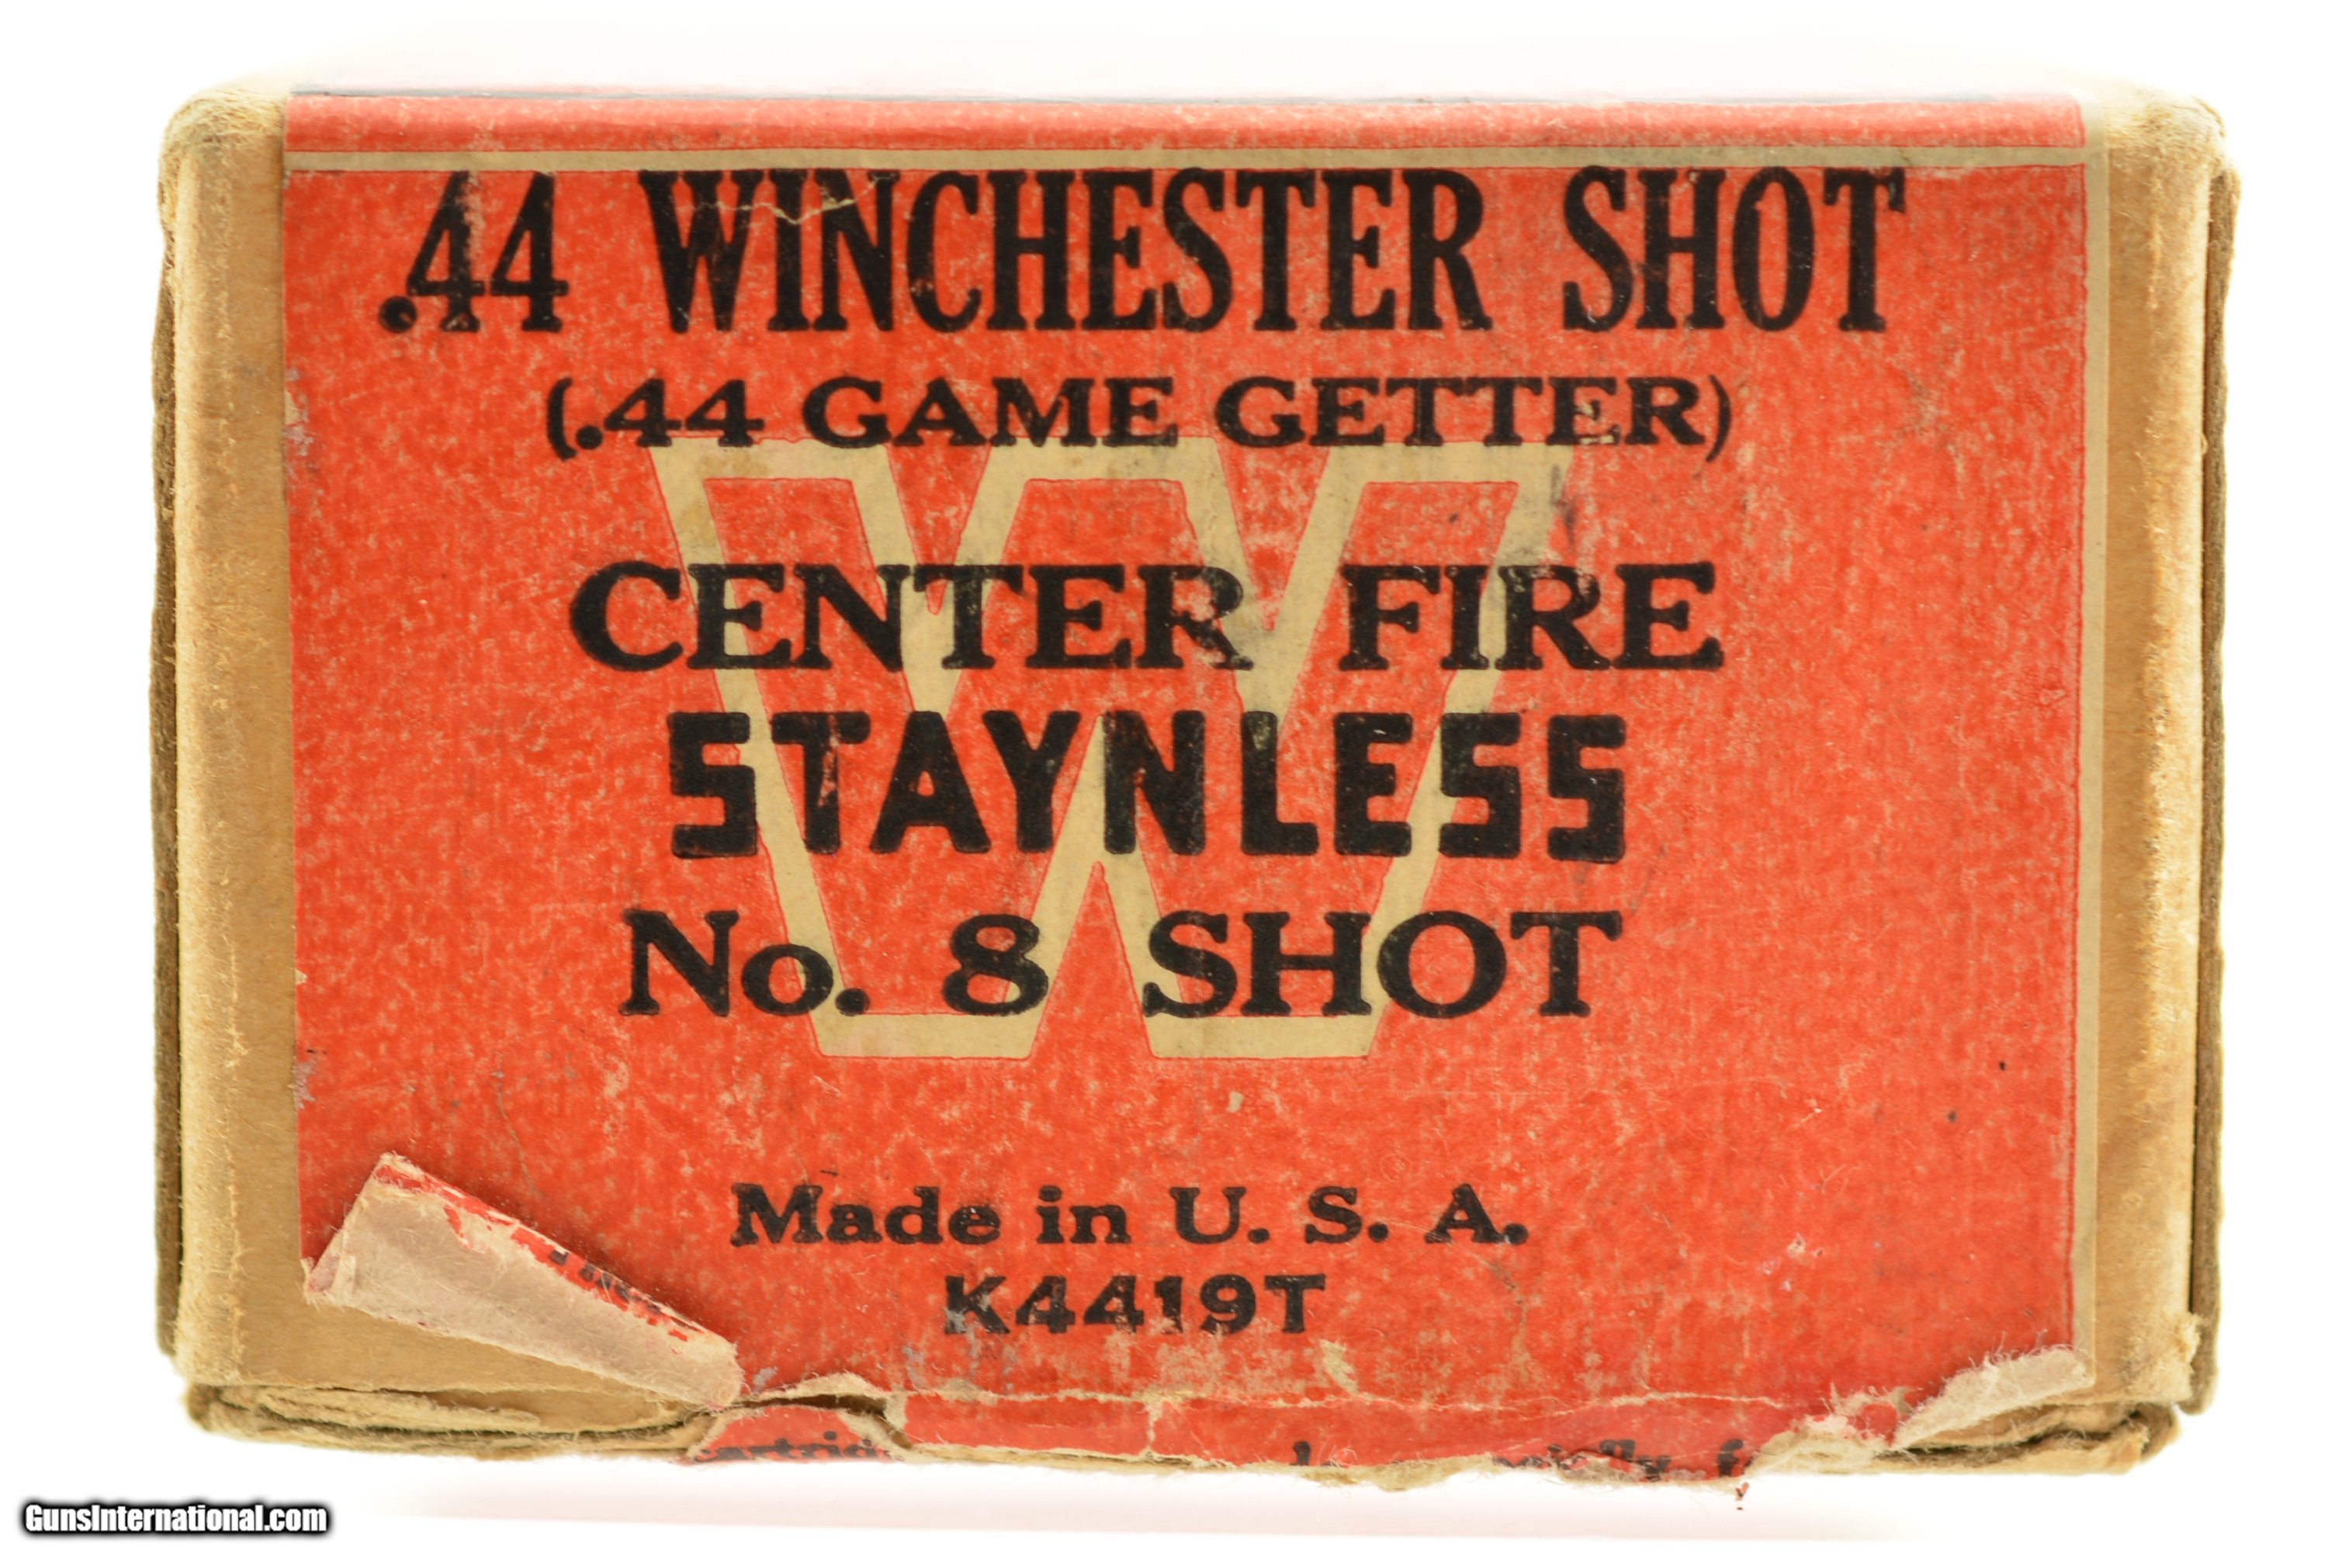 .44 WINCHESTER SHOT
(.44 GAME GETTER)
W
CENTER FIRE
STAYNLESS
No. 8 SHOT
Made in U. S. A.
K4419T
GunsInternational.com